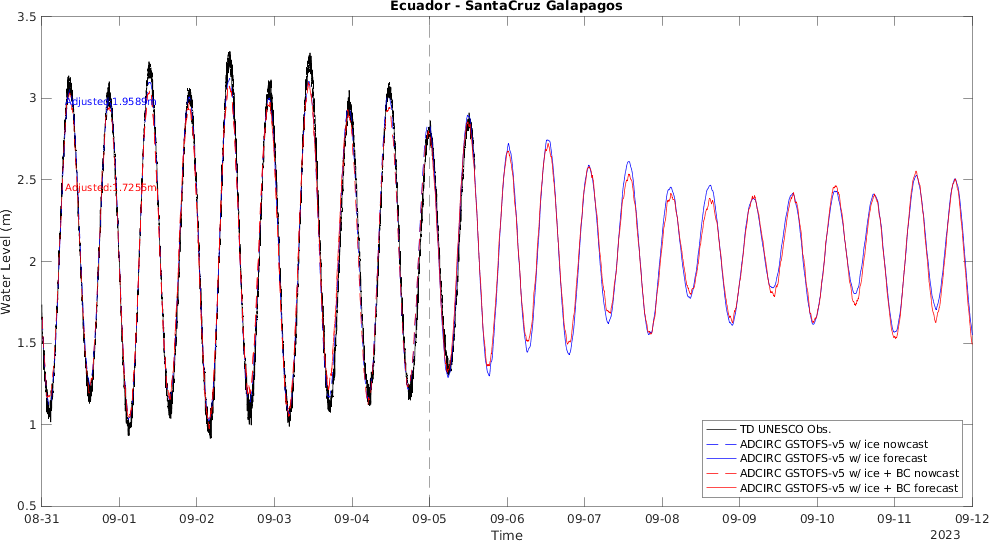 Ecuador - SantaCruz Galapagos
3.5
3
2.5
2
1.5
1
0.5
Water Level (m)
Adjusted:1.9589m
Adjusted:1.7255m
TD UNESCO Obs.
ADCIRC GSTOFS-v5 w/ ice nowcast
ADCIRC GSTOFS-v5 w/ ice forecast
ADCIRC GSTOFS-v5 w/ ice + BC nowcast
ADCIRC GSTOFS-v5 w/ ice + BC forecast
08-31 09-01 09-02 09-03 09-04 09-05 09-06 09-07 09-08 09-09 09-10 09-11 09-12
Time
2023